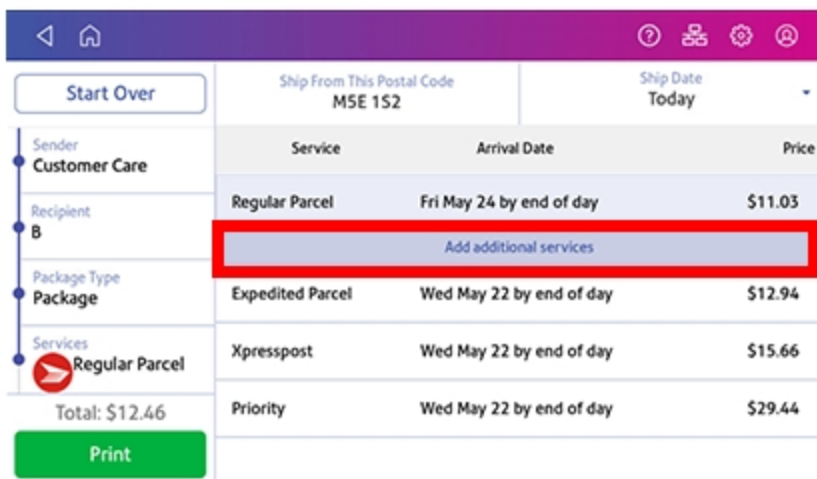 Start Over
Ship From This Postal Code
M5E 1S2
Ship Date
Today
Sender
Customer Care
Recipient
B
Package Type
Package
Services
Regular Parcel
Total: $12.46
Print
Service Arrival Date Price
Regular Parcel Fri May 24 by end of day $11.03
Add additional services
Expedited Parcel Wed May 22 by end of day $12.94
Xpresspost Wed May 22 by end of day $15.66
Priority Wed May 22 by end of day $29.44